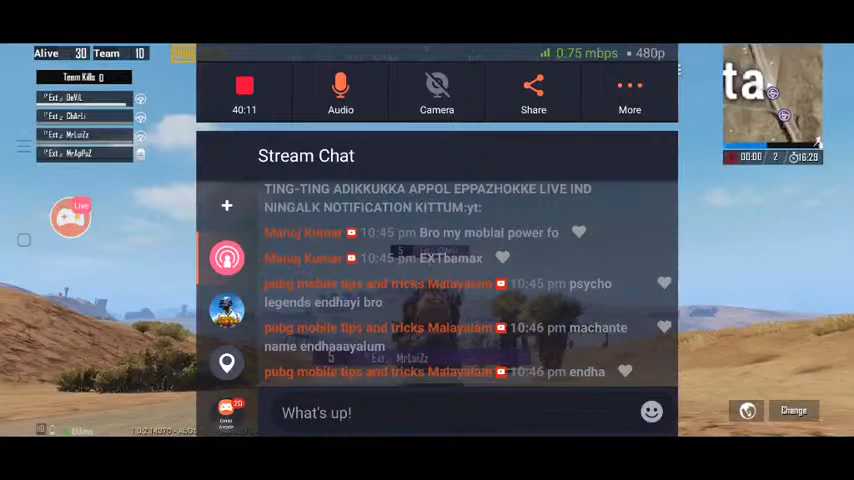 Alive 30 Team 10
0.75 mbps • 480p
Team Kills 0
Ext DeViL
Ext ChArLi
Ext MrLuiZz
Ext MrAppuZ
40:11
Audio
Camera
Share
More
ta
00:00 2 16:29
Live
Stream Chat
TING-TING ADIKKUKKA APPOL EPPAZHOKKE LIVE IND
NINGALK NOTIFICATION KITTUM:yt:
Manoj Kumar 10:45 pm Bro my mobial power fo
Manoj Kumar 10:45 pm EXTbamax
pubg mobile tips and tricks Malayalam 10:45 pm psycho
legends endhayi bro
pubg mobile tips and tricks Malayalam 10:46 pm machante
name endhaaayalum
5 Ext MrLuiZz
pubg mobile tips and tricks Malayalam 10:46 pm endha
20
What's up!
Change